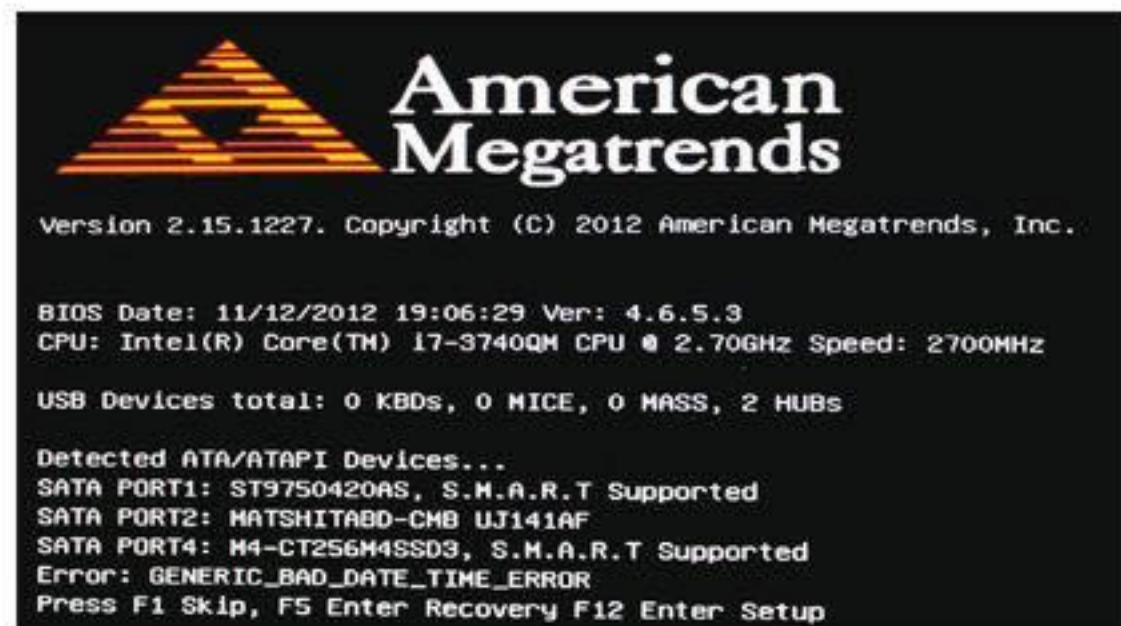 American
Megatrends
Version 2.15.1227. Copyright (C) 2012 American Megatrends, Inc.
BIOS Date: 11/12/2012 19:06:29 Ver: 4.6.5.3
CPU: Intel(R) Core(TM) i7-3740QM CPU @ 2.70GHz Speed: 2700MHz
USB Devices total: 0 KBDs, 0 MICE, 0 MASS, 2 HUBs
Detected ATA/ATAPI Devices...
SATA PORT1: ST9750420AS, S.M.A.R.T Supported
SATA PORT2: MATSHITABD-CMB UJ141AF
SATA PORT4: M4-CT256M4SSD3, S.M.A.R.T Supported
Error: GENERIC_BAD_DATE_TIME_ERROR
Press F1 Skip, F5 Enter Recovery F12 Enter Setup